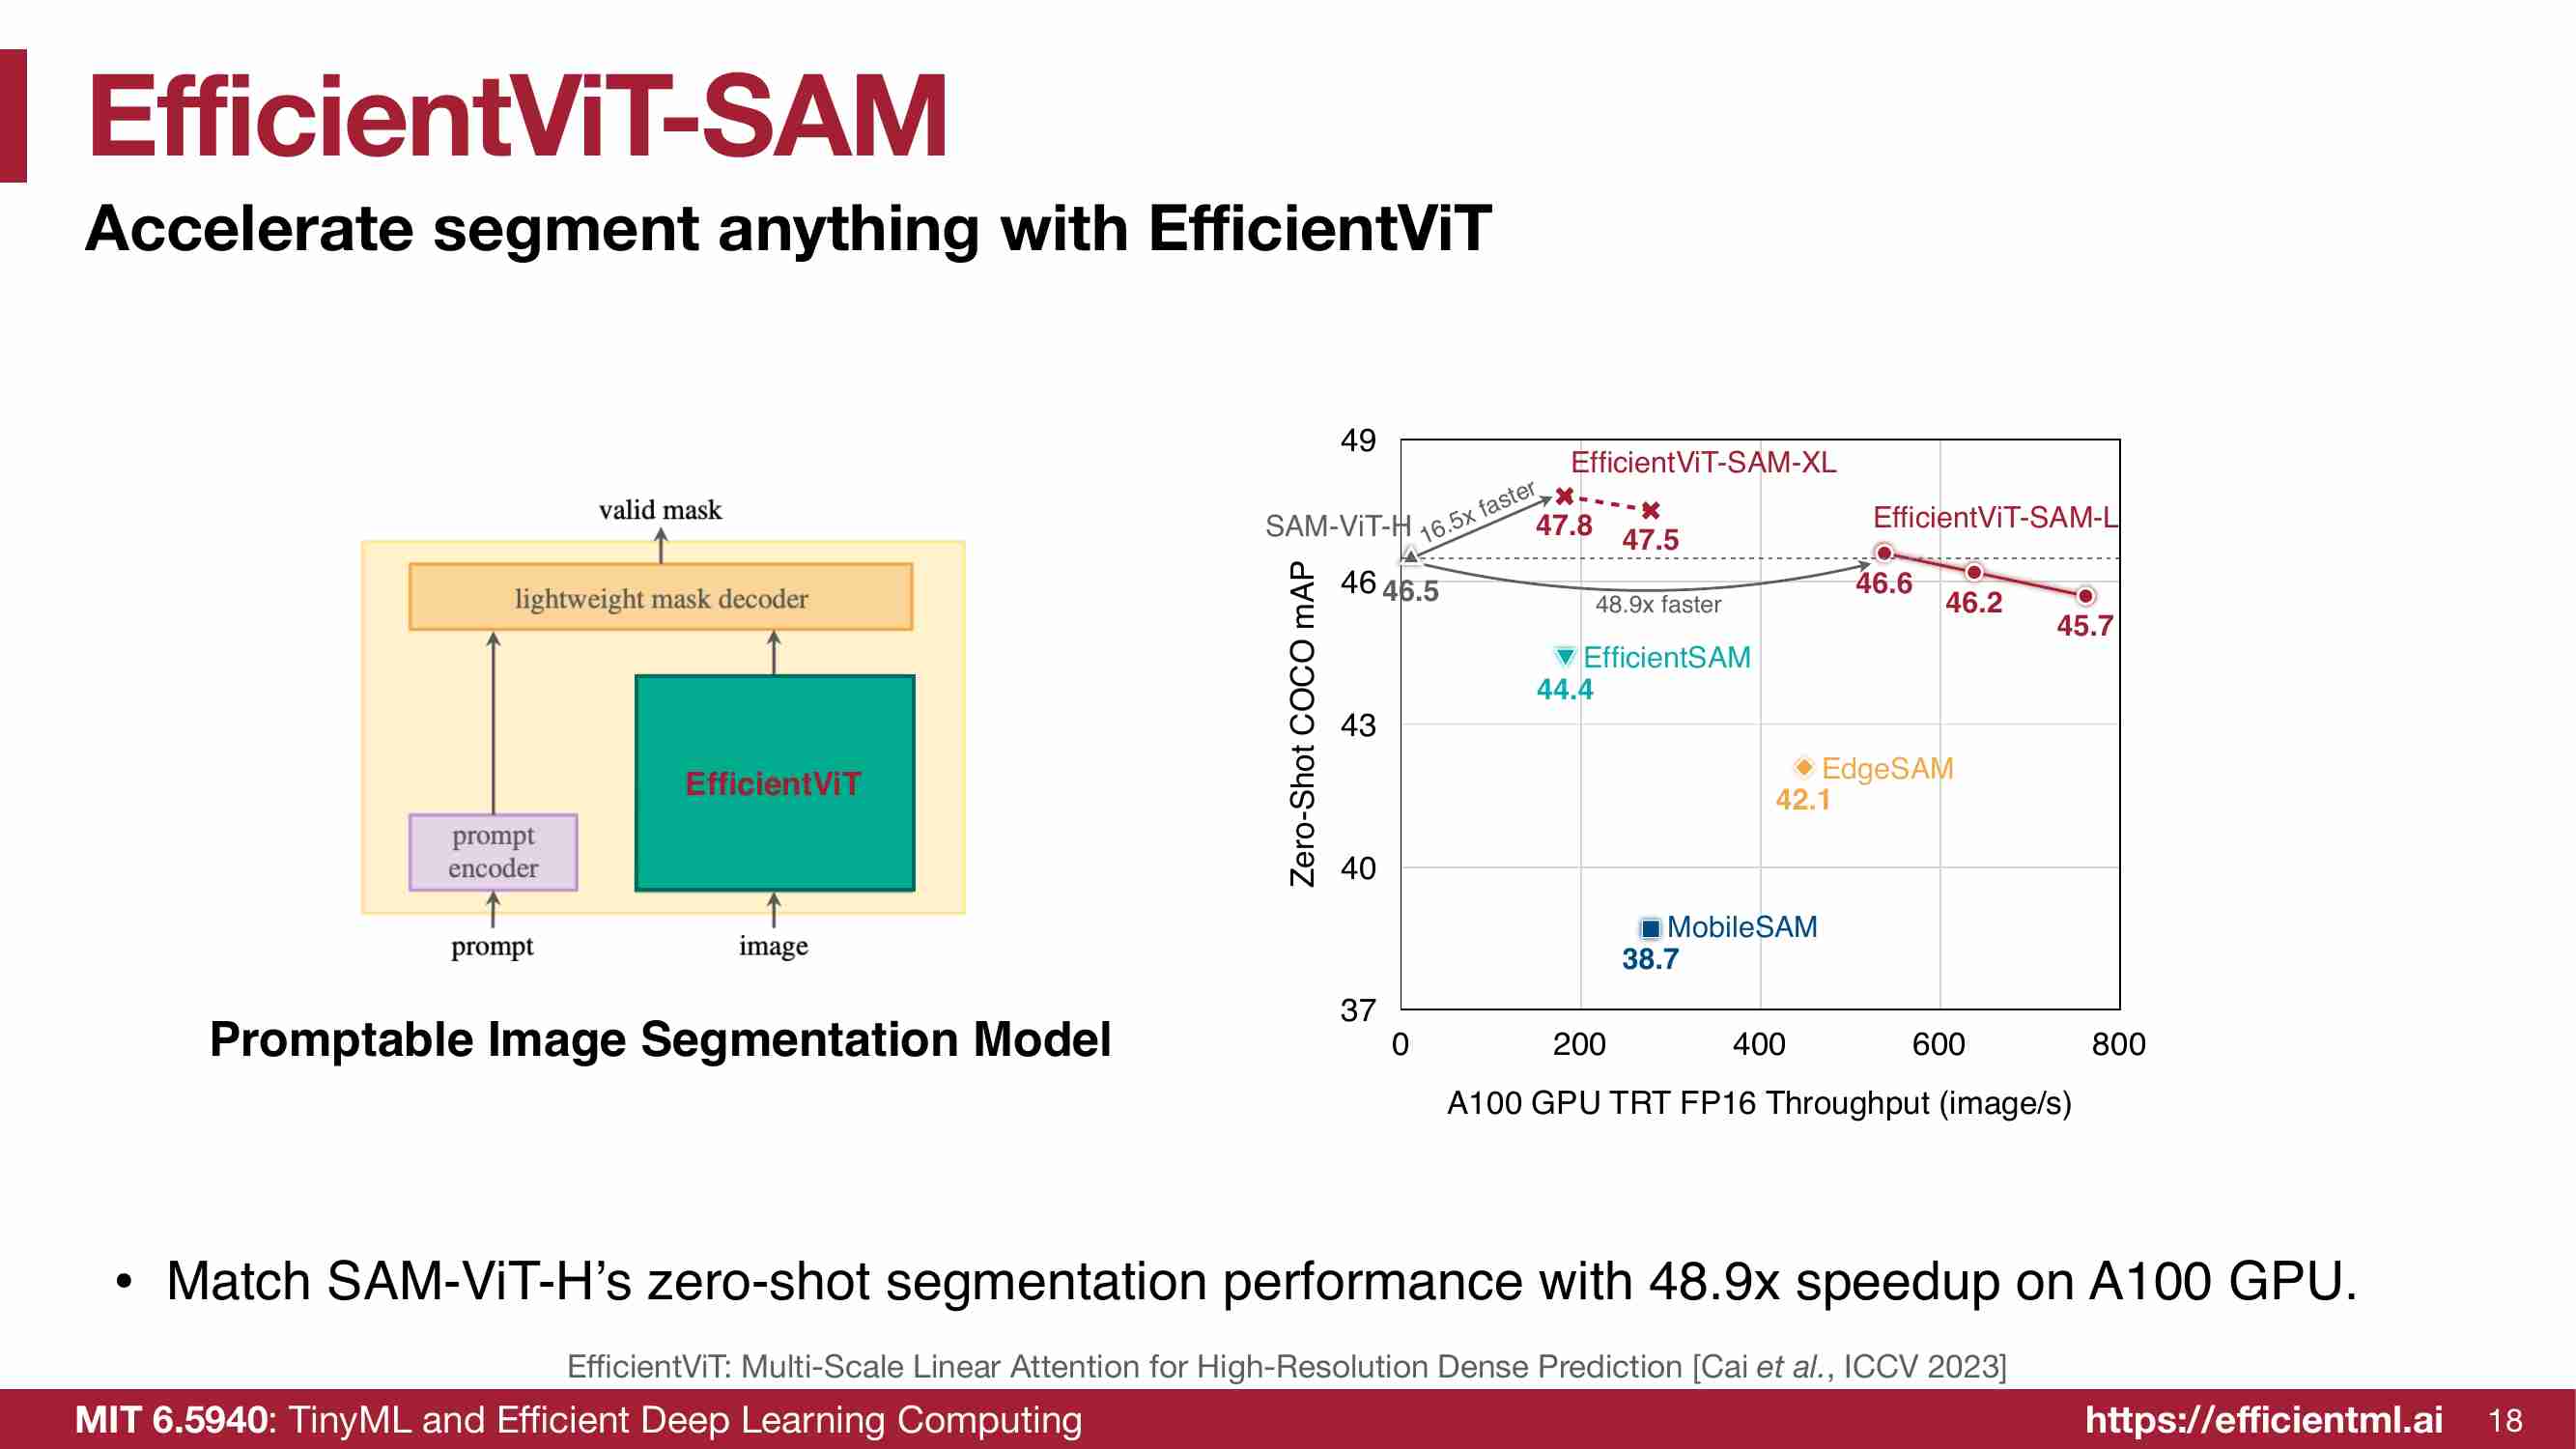 EfficientViT-SAM
Accelerate segment anything with EfficientViT
valid mask
lightweight mask decoder
EfficientViT
prompt
encoder
prompt
image
Promptable Image Segmentation Model
49
46
43
40
37
Zero-Shot COCO mAP
EfficientViT-SAM-XL
16.5x faster
SAM-ViT-H
47.8
47.5
EfficientViT-SAM-L
46.5
48.9x faster
46.6
46.2
45.7
EfficientSAM
44.4
EdgeSAM
42.1
MobileSAM
38.7
0
200
400
600
800
A100 GPU TRT FP16 Throughput (image/s)
• Match SAM-ViT-H’s zero-shot segmentation performance with 48.9x speedup on A100 GPU.
EfficientViT: Multi-Scale Linear Attention for High-Resolution Dense Prediction [Cai et al., ICCV 2023]
MIT 6.5940: TinyML and Efficient Deep Learning Computing
https://efficientml.ai
18